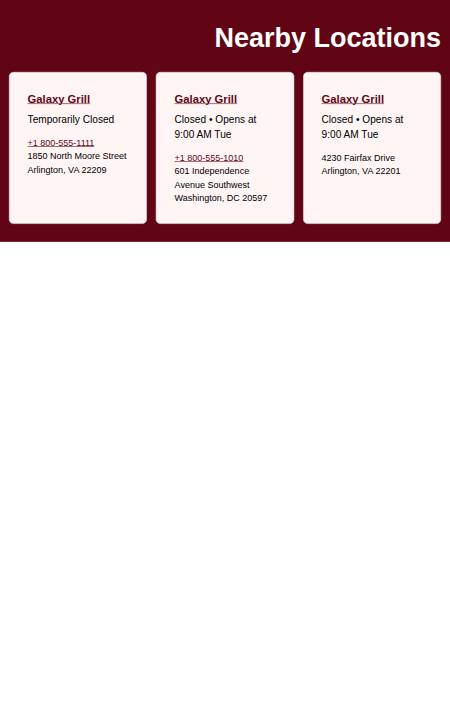 Nearby Locations
Galaxy Grill
Temporarily Closed
+1 800-555-1111
1850 North Moore Street
Arlington, VA 22209
Galaxy Grill
Closed • Opens at
9:00 AM Tue
+1 800-555-1010
601 Independence
Avenue Southwest
Washington, DC 20597
Galaxy Grill
Closed • Opens at
9:00 AM Tue
4230 Fairfax Drive
Arlington, VA 22201